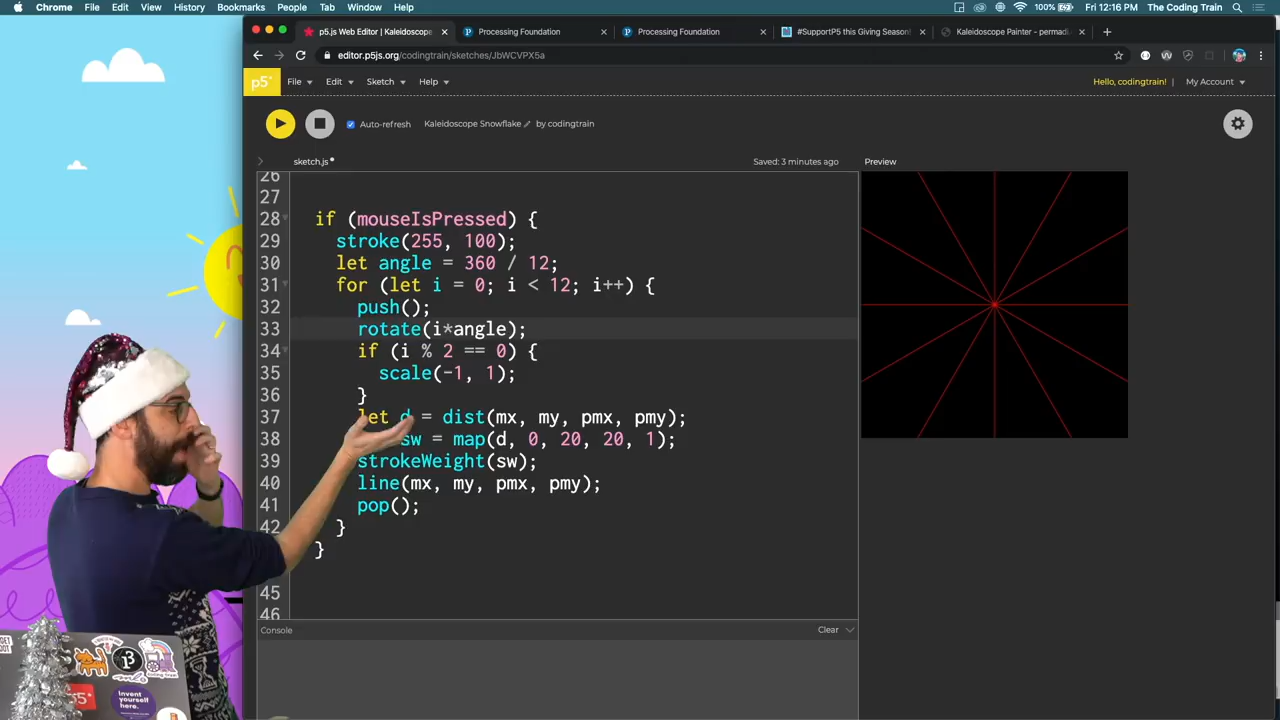 Chrome File Edit View History Bookmarks People Tab Window Help 100% Fri 12:16 PM The Coding Train
p5.js Web Editor | Kaleidoscope
Processing Foundation
Processing Foundation
#SupportP5 this Giving Season!
Kaleidoscope Painter - permadi
editor.p5js.org/codingtrain/sketches/JbWCVPX5a
p5* File Edit Sketch Help Hello, codingtrain! | My Account
Auto-refresh Kaleidoscope Snowflake by codingtrain
sketch.js Saved: 3 minutes ago Preview
26
27
28 if (mouseIsPressed) {
29 stroke(255, 100);
30 let angle = 360 / 12;
31 for (let i = 0; i < 12; i++) {
32 push();
33 rotate(i*angle);
34 if (i % 2 == 0) {
35 scale(-1, 1);
36 }
37 let d = dist(mx, my, pmx, pmy);
38 sw = map(d, 0, 20, 20, 1);
39 strokeWeight(sw);
40 line(mx, my, pmx, pmy);
41 pop();
42 }
}
45
46
Console Clear
Invent
yourself
here.